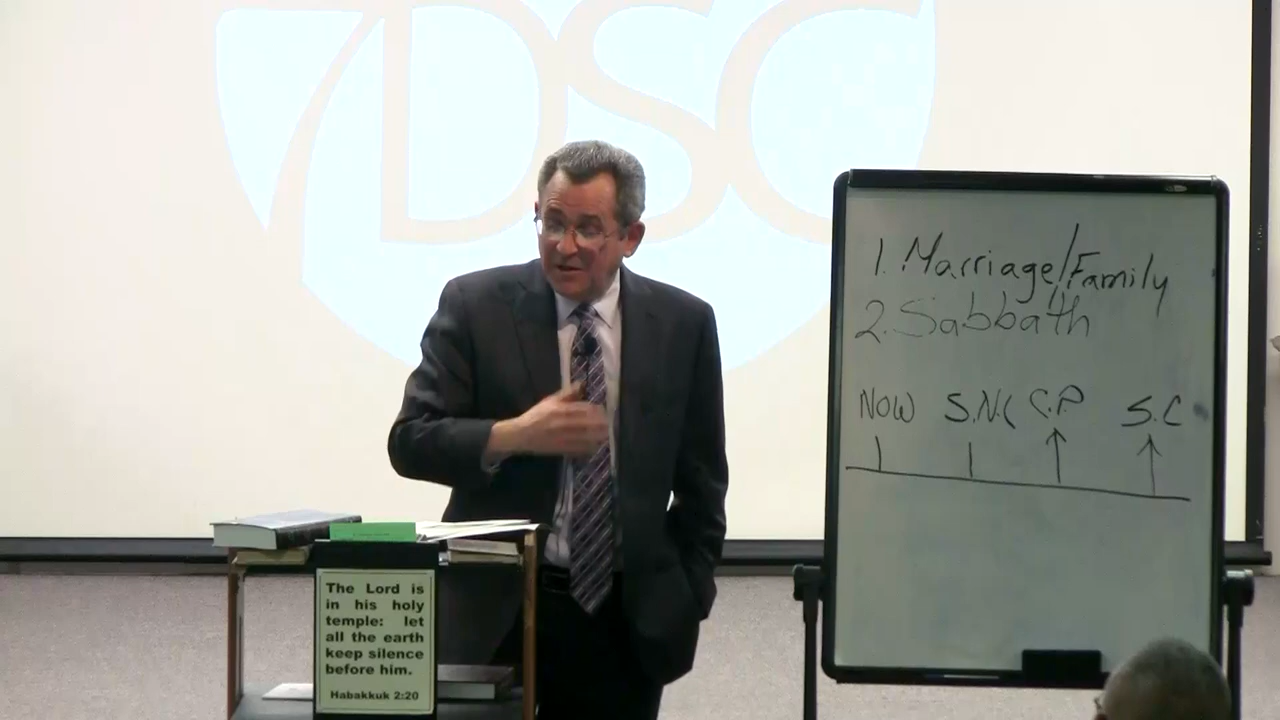 7DSC
1. Marriage/Family
2. Sabbath
NOW S.N.C C.P S.C
The Lord is
in his holy
temple: let
all the earth
keep silence
before him.
Habakkuk 2:20